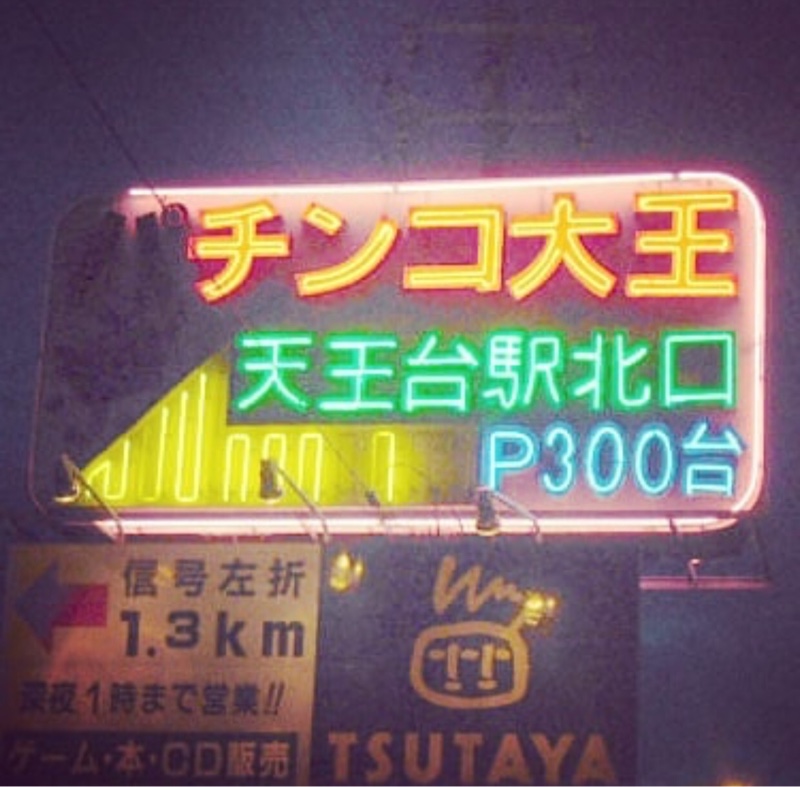 チンコ大王
天王台駅北口
P300台
信号左折
1.3km
深夜1時まで営業!!
ゲーム・本・CD販売
TSUTAYA